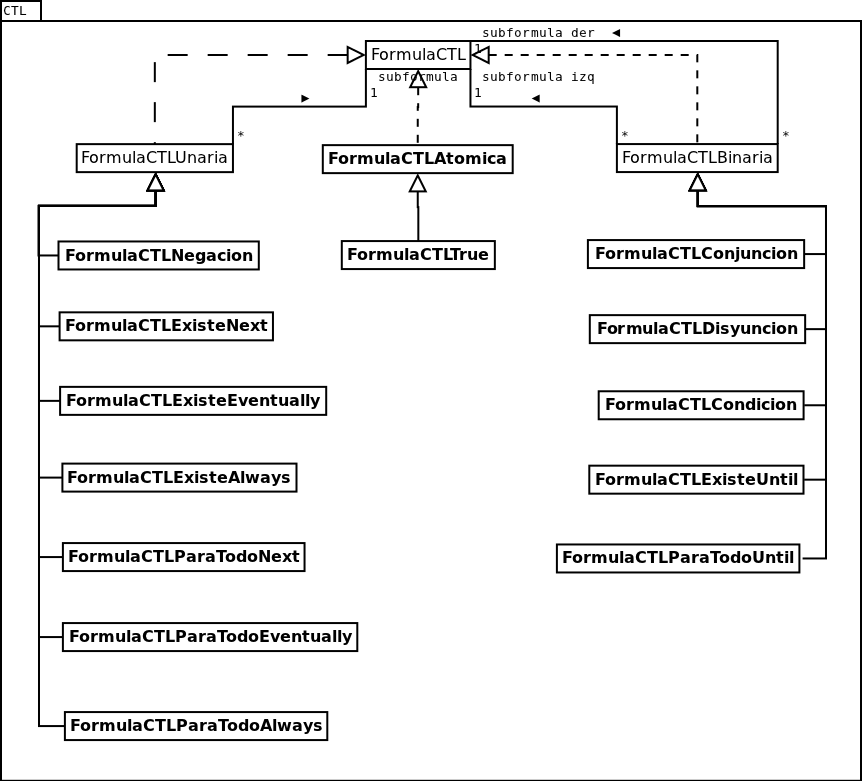 CTL
subformula der ◄
FormulaCTL
1
subformula
subformula izq
1
1
►
◄
*
*
*
FormulaCTLUnaria
FormulaCTLAtomica
FormulaCTLBinaria
FormulaCTLNegacion
FormulaCTLTrue
FormulaCTLConjuncion
FormulaCTLExisteNext
FormulaCTLDisyuncion
FormulaCTLExisteEventually
FormulaCTLCondicion
FormulaCTLExisteAlways
FormulaCTLExisteUntil
FormulaCTLParaTodoNext
FormulaCTLParaTodoUntil
FormulaCTLParaTodoEventually
FormulaCTLParaTodoAlways